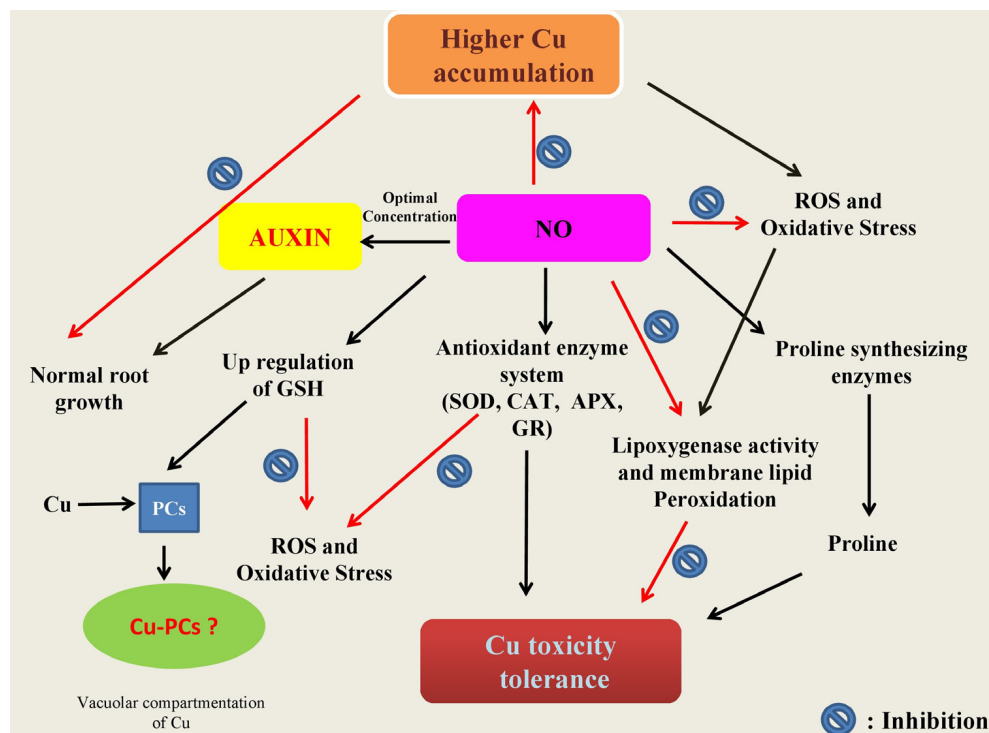 Higher Cu
accumulation
Optimal
Concentration
AUXIN
NO
ROS and
Oxidative Stress
Normal root
growth
Up regulation
of GSH
Antioxidant enzyme
system
(SOD, CAT, APX,
GR)
Proline synthesizing
enzymes
Lipoxygenase activity
and membrane lipid
Peroxidation
Cu
PCs
ROS and
Oxidative Stress
Proline
Cu-PCs ?
Cu toxicity
tolerance
Vacuolar compartmentation
of Cu
: Inhibition